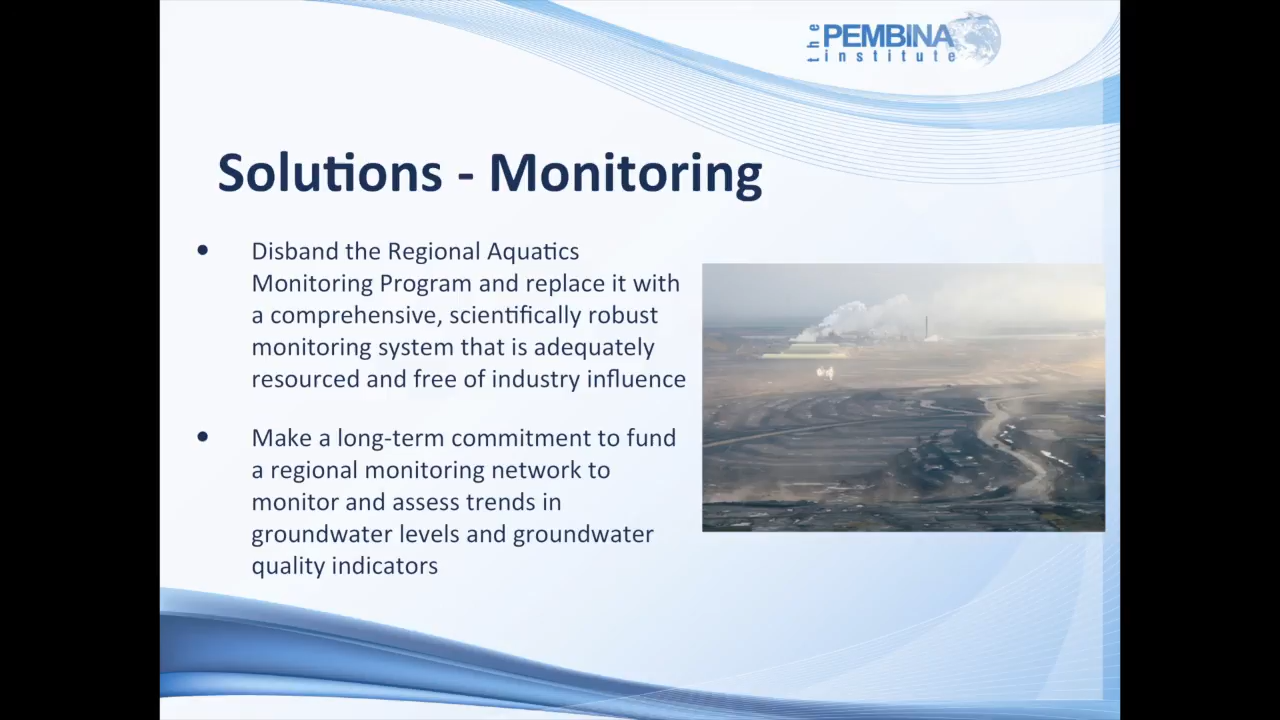 the PEMBINA
institute
Solutions - Monitoring
• Disband the Regional Aquatics
Monitoring Program and replace it with
a comprehensive, scientifically robust
monitoring system that is adequately
resourced and free of industry influence
• Make a long-term commitment to fund
a regional monitoring network to
monitor and assess trends in
groundwater levels and groundwater
quality indicators